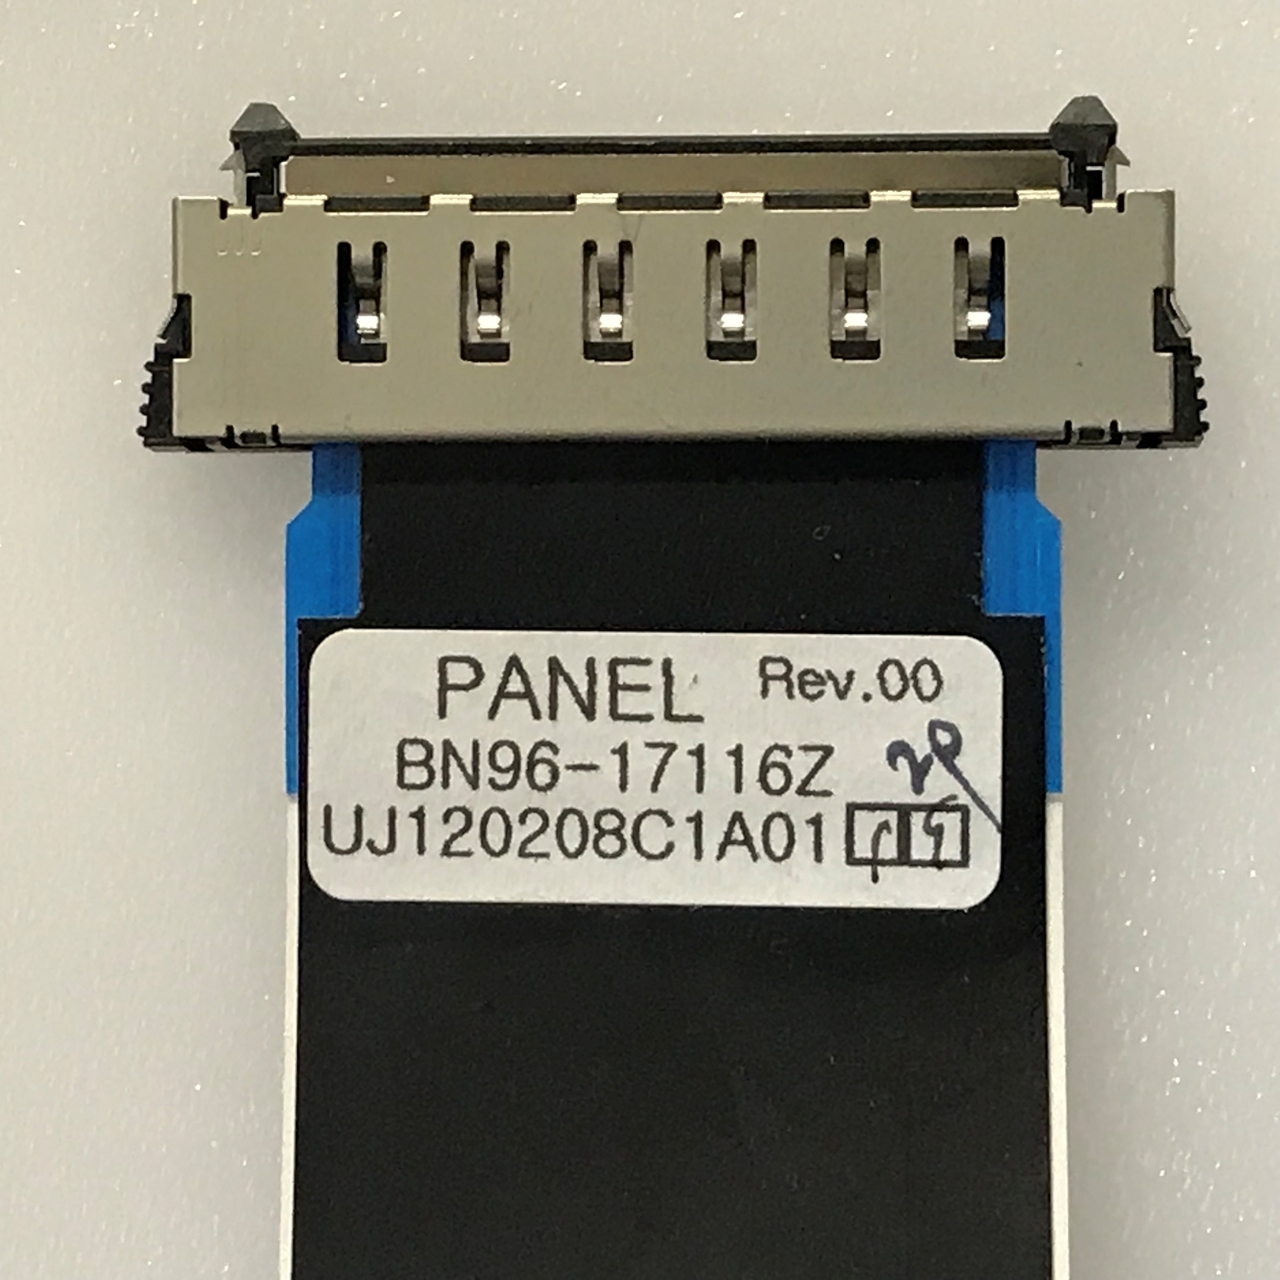 PANEL Rev.00
BN96-17116Z
UJ120208C1A01